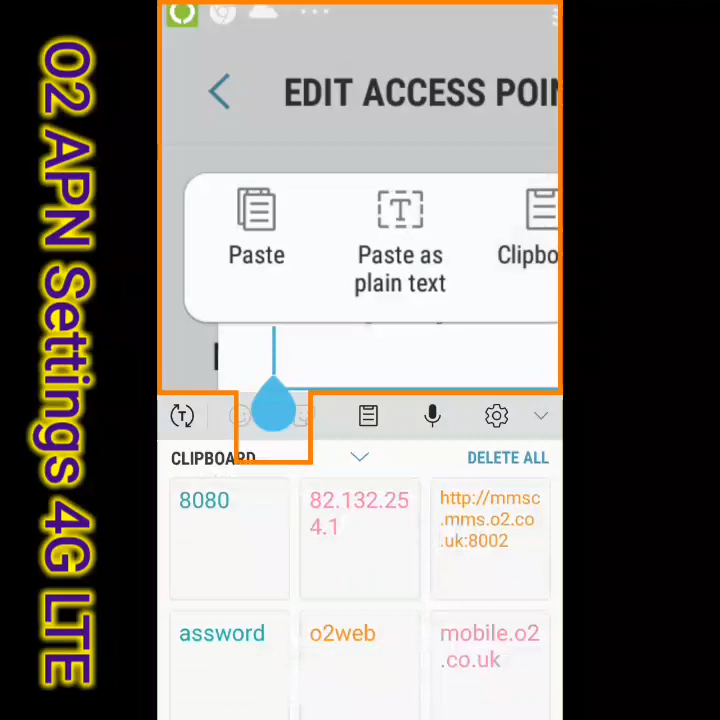 O2 APN Settings 4G LTE
EDIT ACCESS POIN
Paste
Paste as
plain text
Clipbo
CLIPBOARD
DELETE ALL
8080
82.132.25
4.1
http://mmsc
.mms.o2.co
.uk:8002
assword
o2web
mobile.o2
.co.uk